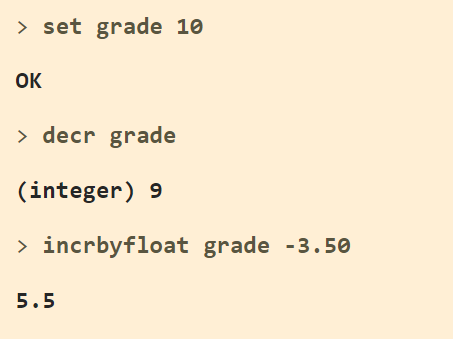 > set grade 10
OK
> decr grade
(integer) 9
> incrbyfloat grade -3.50
5.5